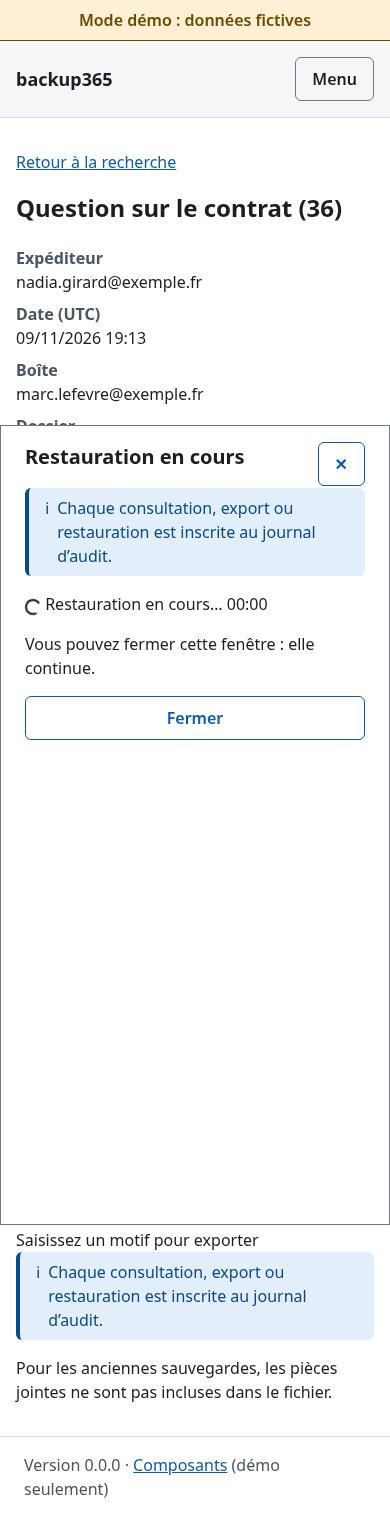 Mode démo : données fictives
backup365
Menu
Retour à la recherche
Question sur le contrat (36)
Expéditeur
nadia.girard@exemple.fr
Date (UTC)
09/11/2026 19:13
Boîte
marc.lefevre@exemple.fr
Restauration en cours
×
i Chaque consultation, export ou
restauration est inscrite au journal
d’audit.
Restauration en cours… 00:00
Vous pouvez fermer cette fenêtre : elle
continue.
Fermer
Saisissez un motif pour exporter
i Chaque consultation, export ou
restauration est inscrite au journal
d’audit.
Pour les anciennes sauvegardes, les pièces
jointes ne sont pas incluses dans le fichier.
Version 0.0.0 · Composants (démo
seulement)